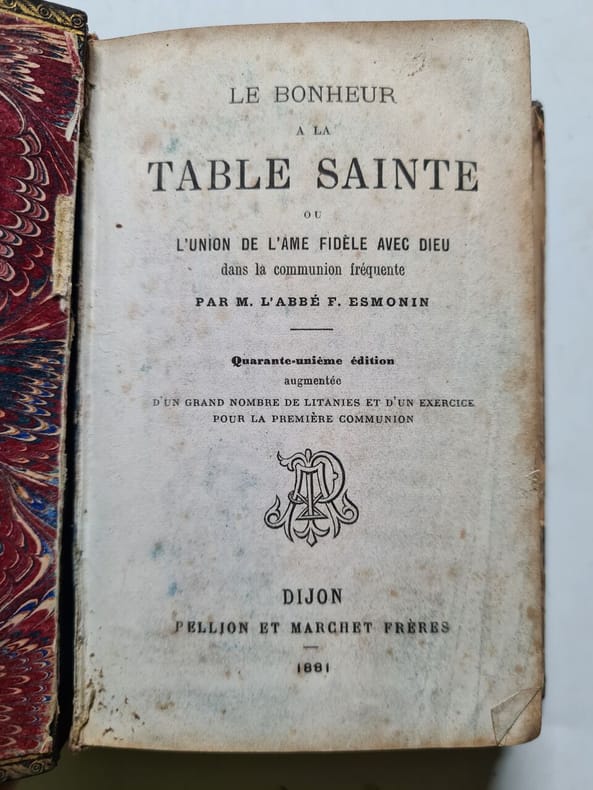 LE BONHEUR
A LA
TABLE SAINTE
OU
L'UNION DE L'AME FIDÈLE AVEC DIEU
dans la communion fréquente
PAR M. L'ABBÉ F. ESMONIN
Quarante-unième édition
augmentée
D'UN GRAND NOMBRE DE LITANIES ET D'UN EXERCICE
POUR LA PREMIÈRE COMMUNION
DIJON
PELLION ET MARCHET FRÈRES
1881